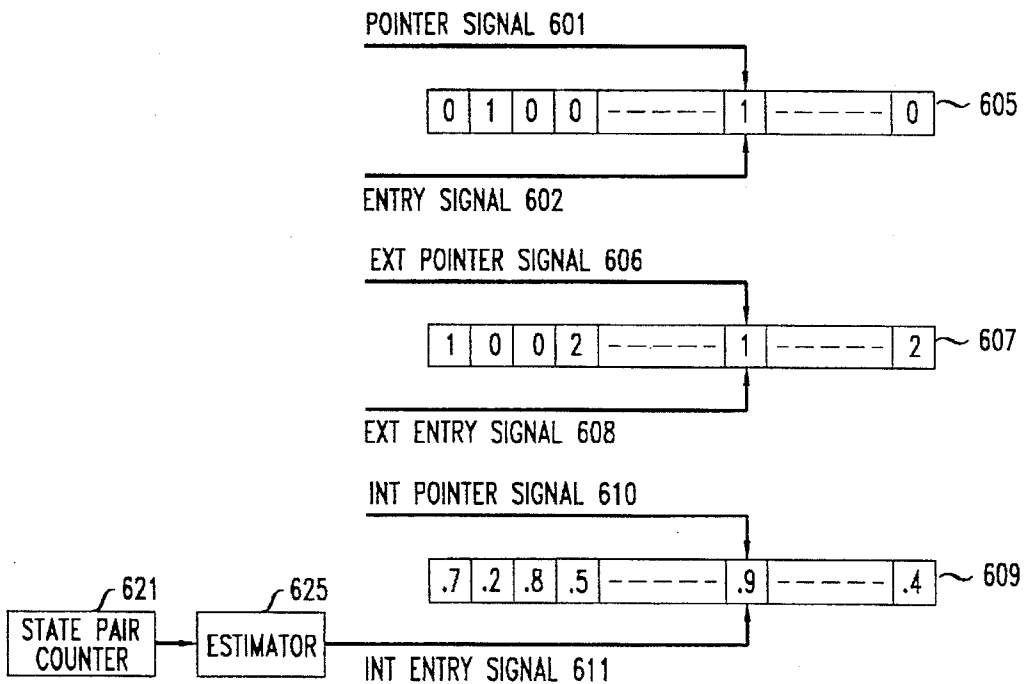 POINTER SIGNAL 601
0 1 0 0 1 0 605
ENTRY SIGNAL 602
EXT POINTER SIGNAL 606
1 0 0 2 1 2 607
EXT ENTRY SIGNAL 608
INT POINTER SIGNAL 610
.7 .2 .8 .5 .9 .4 609
621
625
STATE PAIR
COUNTER
ESTIMATOR
INT ENTRY SIGNAL 611